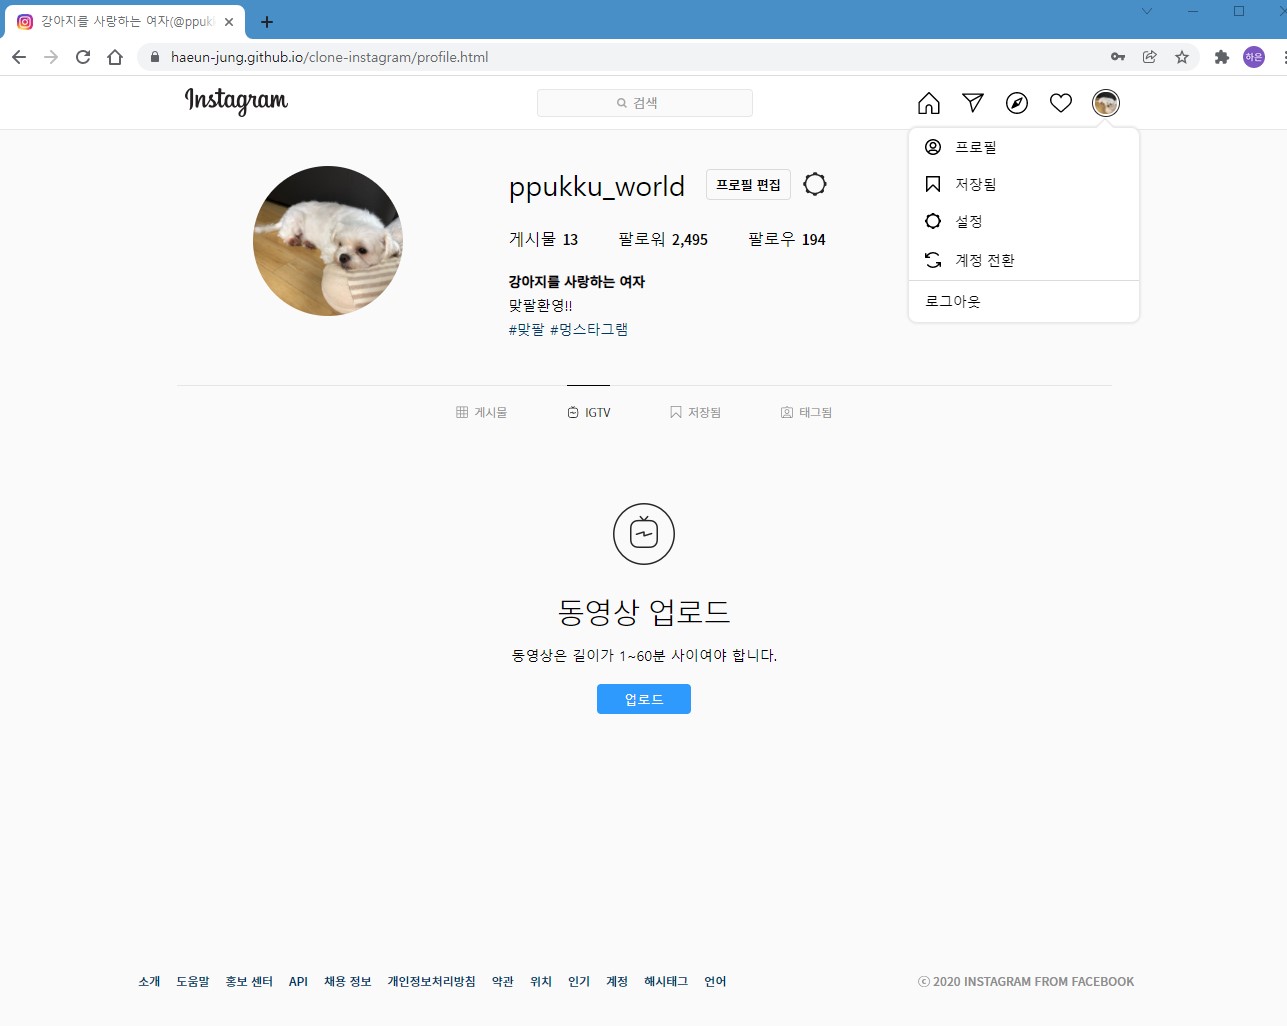 강아지를 사랑하는 여자(@ppuk
haeun-jung.github.io/clone-instagram/profile.html
하은
Instagram
검색
프로필
저장됨
설정
계정 전환
로그아웃
ppukku_world 프로필 편집
게시물 13 팔로워 2,495 팔로우 194
강아지를 사랑하는 여자
맞팔환영!!
#맞팔 #멍스타그램
게시물 IGTV 저장됨 태그됨
동영상 업로드
동영상은 길이가 1~60분 사이여야 합니다.
업로드
소개 도움말 홍보 센터 API 채용 정보 개인정보처리방침 약관 위치 인기 계정 해시태그 언어 ⓒ 2020 INSTAGRAM FROM FACEBOOK